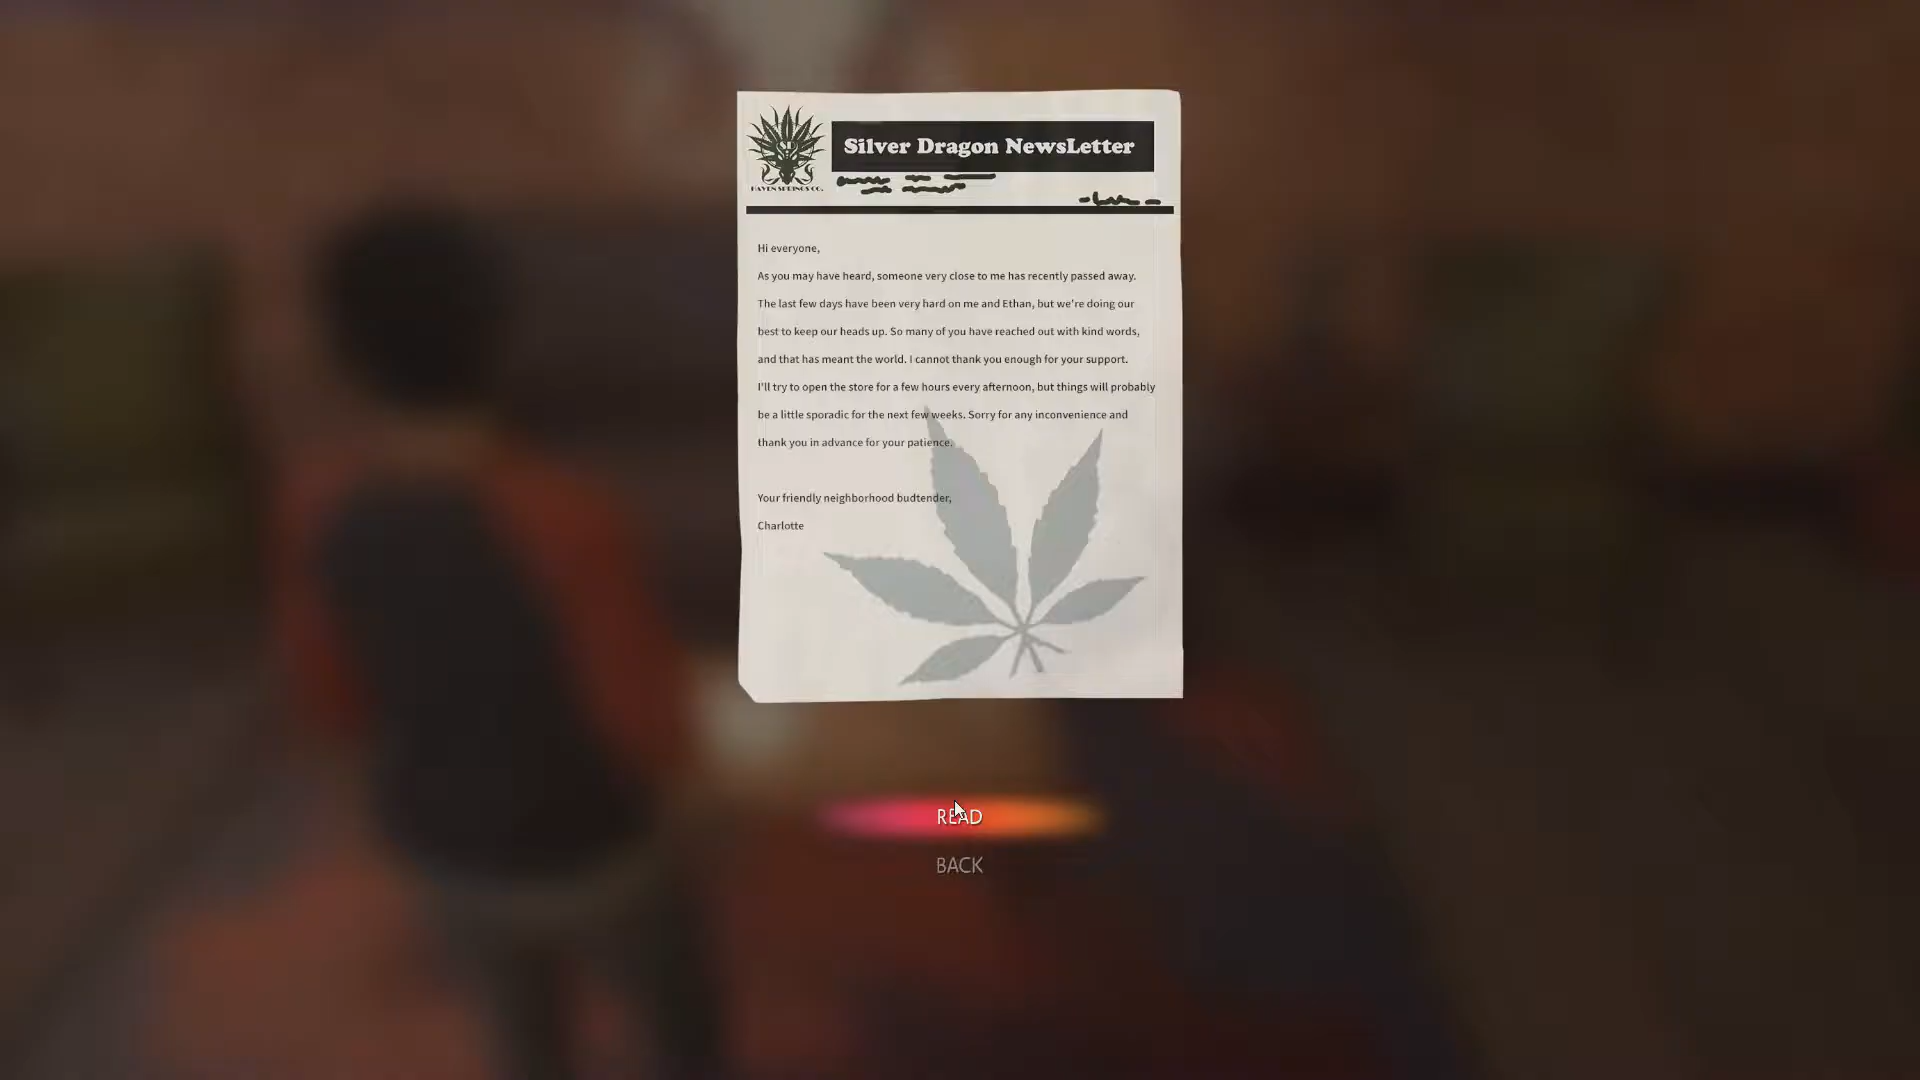 SD
HAVEN SPRINGS CO.
Silver Dragon NewsLetter
Hi everyone,
As you may have heard, someone very close to me has recently passed away.
The last few days have been very hard on me and Ethan, but we're doing our
best to keep our heads up. So many of you have reached out with kind words,
and that has meant the world. I cannot thank you enough for your support.
I'll try to open the store for a few hours every afternoon, but things will probably
be a little sporadic for the next few weeks. Sorry for any inconvenience and
thank you in advance for your patience.
Your friendly neighborhood budtender,
Charlotte
READ
BACK